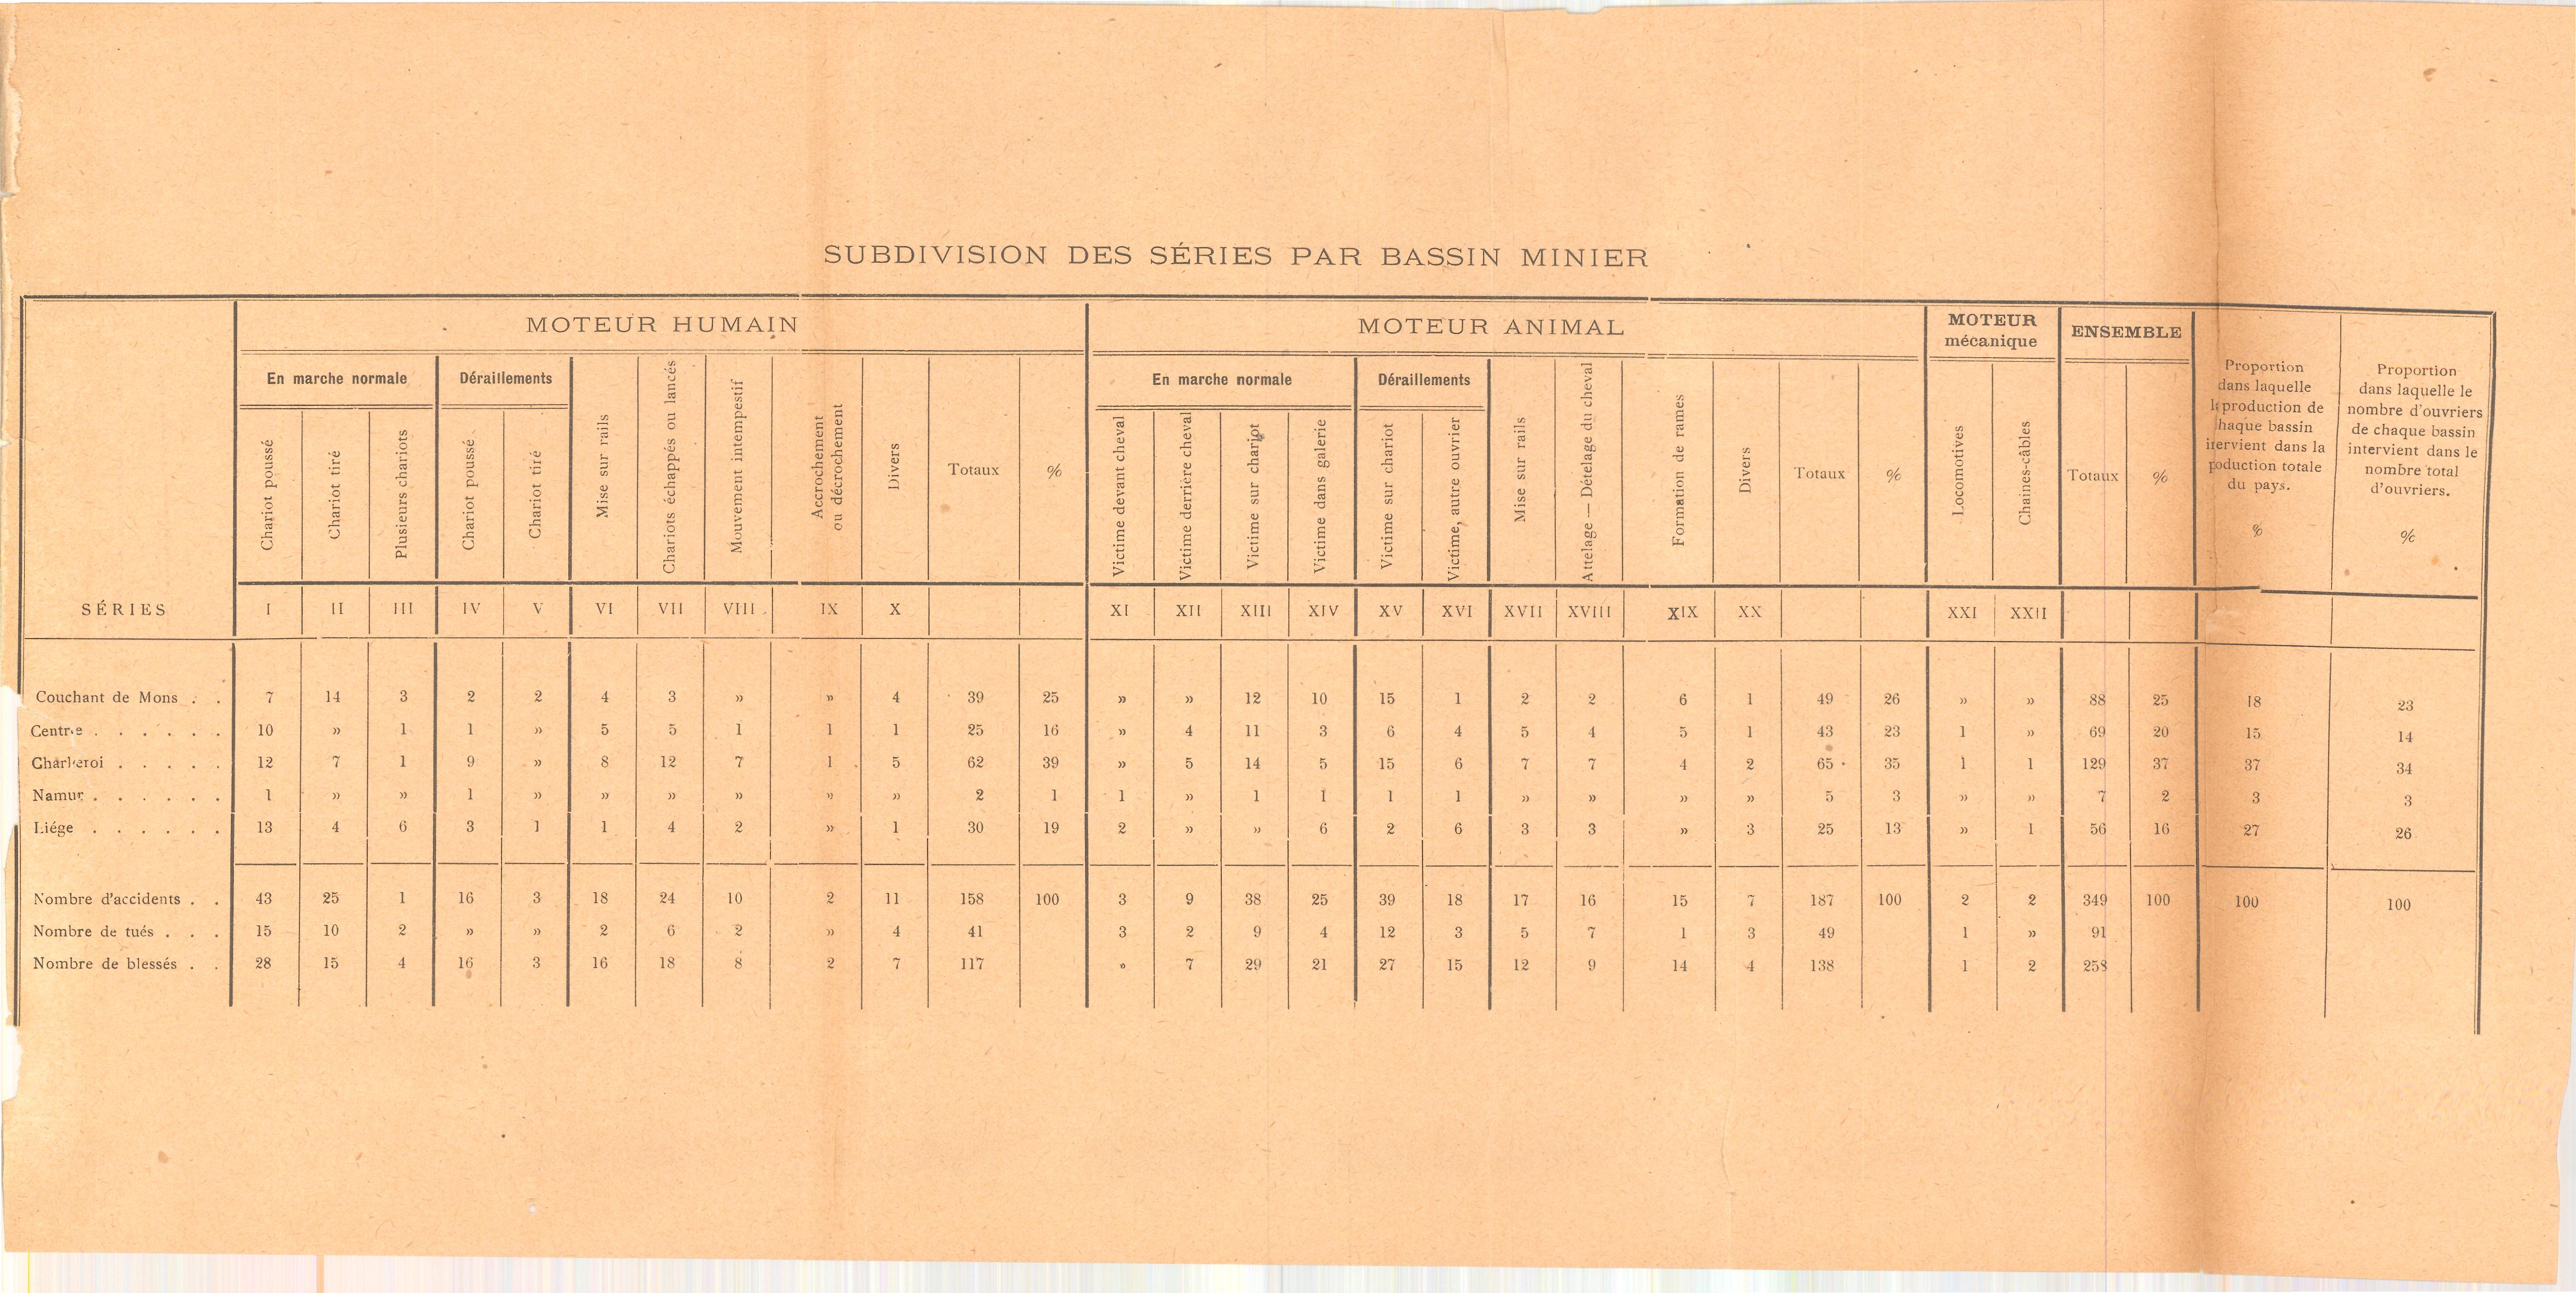 SUBDIVISION DES SÉRIES PAR BASSIN MINIER
MOTEUR HUMAIN
MOTEUR ANIMAL
MOTEUR mécanique
ENSEMBLE
Proportion
dans laquelle
production de
haque bassin
dans la
totale
du pays.
%
Proportion
dans laquelle le
nombre d'ouvriers
de chaque bassin
intervient dans le
nombre total
d'ouvriers.
%
En marche normale
Déraillements
En marche normale
Déraillements
Chariot poussé
Chariot tiré
Plusieurs chariots
Chariot poussé
Chariot tiré
Mise sur rails
Chariots échappés ou lancés
Mouvement intempestif
Accrochement
ou décrochement
Divers
Totaux
%
Victime devant cheval
Victime derrière cheval
Victime sur chariot
Victime dans galerie
Victime sur chariot
Victime, autre ouvrier
Mise sur rails
Attelage — Dételage du cheval
Formation de rames
Divers
Totaux
%
Locomotives
Chaines-câbles
Totaux
%
SÉRIES I II III IV V VI VII VIII IX X XI XII XIII XIV XV XVI XVII XVIII XIX XX XXI XXII
Couchant de Mons . . 7 14 3 2 2 4 3 » » 4 39 25 » » 12 10 15 1 2 2 6 1 49 26 » » 88 25 18 23
Centre . . . . . . 10 » 1 1 » 5 5 1 1 1 25 16 » 4 11 3 6 4 5 4 5 1 43 23 1 » 69 20 15 14
Charleroi . . . . . 12 7 1 9 » 8 12 7 1 5 62 39 » 5 14 5 15 6 7 7 4 2 65 35 1 1 129 37 37 34
Namur . . . . . . 1 » » 1 » » » » » » 2 1 1 » 1 1 1 1 » » » » 5 3 » » 7 2 3 3
Liége . . . . . . 13 4 6 3 1 1 4 2 » 1 30 19 2 » » 6 2 6 3 3 » 3 25 13 » 1 56 16 27 26
Nombre d'accidents . . 43 25 1 16 3 18 24 10 2 11 158 100 3 9 38 25 39 18 17 16 15 7 187 100 2 2 349 100 100 100
Nombre de tués . . . 15 10 2 » » 2 6 2 » 4 41 3 2 9 4 12 3 5 7 1 3 49 1 » 91
Nombre de blessés . . 28 15 4 16 3 16 18 8 2 7 117 » 7 29 21 27 15 12 9 14 4 138 1 2 258